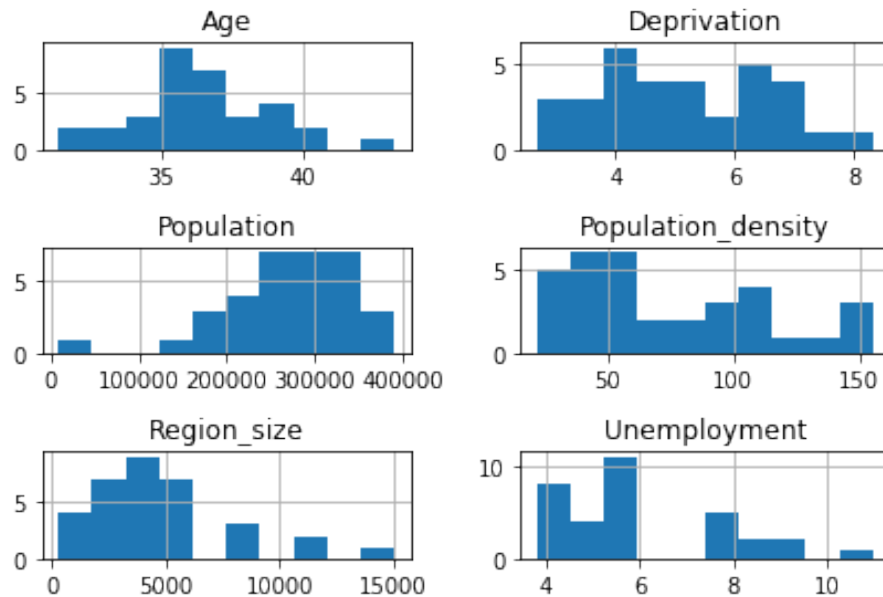 Age
5
0
35 40
Deprivation
5
0
4 6 8
Population
5
0
0 100000 200000 300000 400000
Population_density
5
0
50 100 150
Region_size
5
0
0 5000 10000 15000
Unemployment
10
0
4 6 8 10